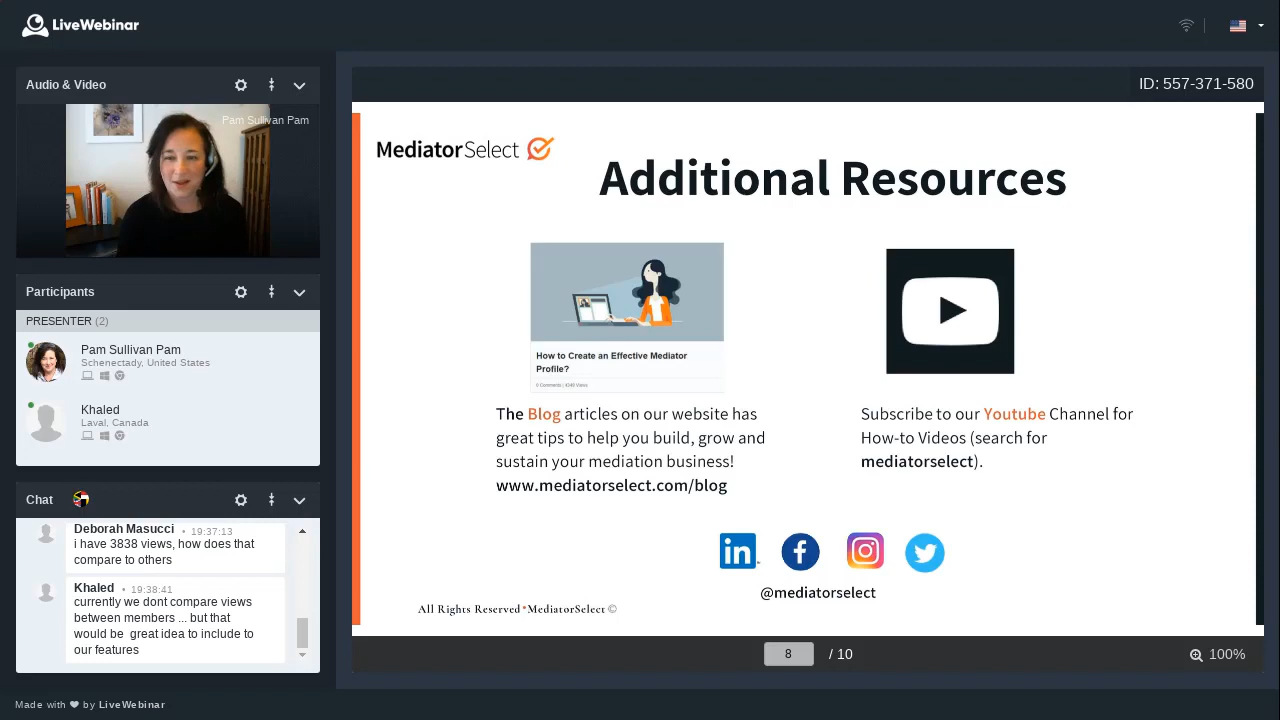 LiveWebinar
Audio & Video
Pam Sullivan Pam
Participants
PRESENTER (2)
Pam Sullivan Pam
Schenectady, United States
Khaled
Laval, Canada
Chat
Deborah Masucci • 19:37:13
i have 3838 views, how does that
compare to others
Khaled • 19:38:41
currently we dont compare views
between members ... but that
would be great idea to include to
our features
Made with ❤ by LiveWebinar
ID: 557-371-580
MediatorSelect
Additional Resources
How to Create an Effective Mediator
Profile?
The Blog articles on our website has
great tips to help you build, grow and
sustain your mediation business!
www.mediatorselect.com/blog
Subscribe to our Youtube Channel for
How-to Videos (search for
mediatorselect).
in
f
@mediatorselect
All Rights Reserved•MediatorSelect ©
8 / 10
100%